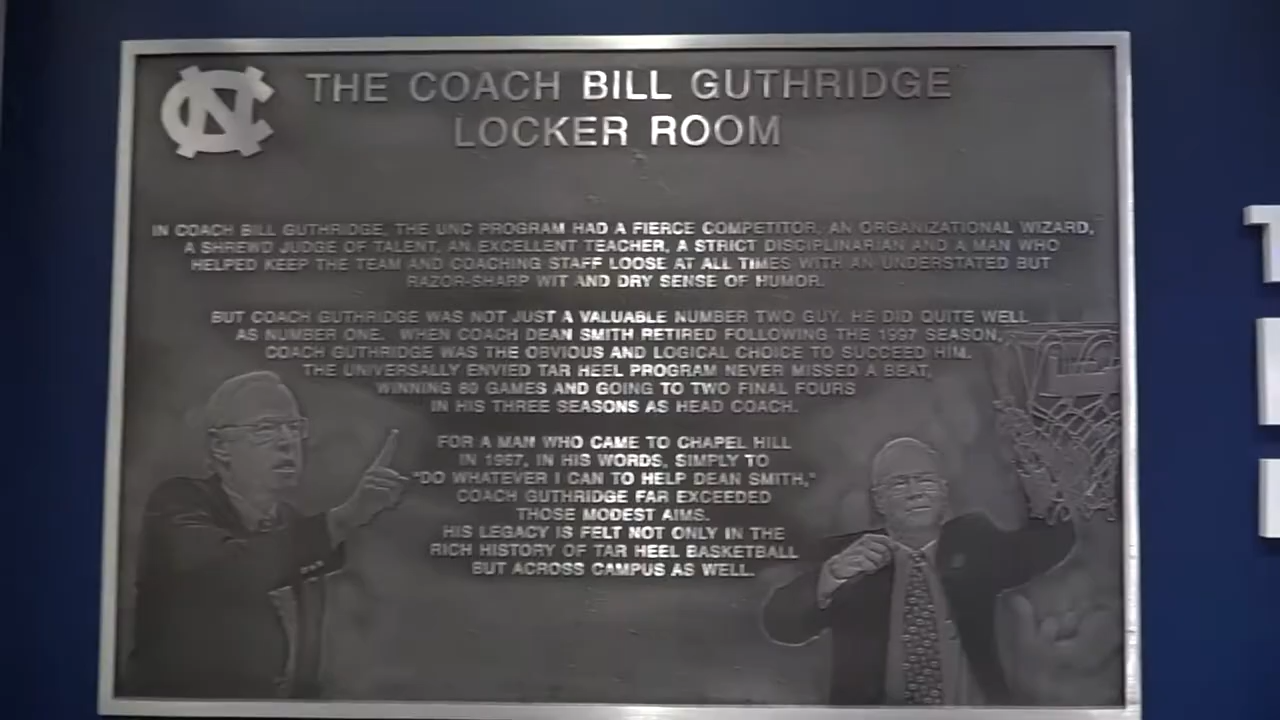 NC
THE COACH BILL GUTHRIDGE
LOCKER ROOM
IN COACH BILL GUTHRIDGE, THE UNC PROGRAM HAD A FIERCE COMPETITOR, AN ORGANIZATIONAL WIZARD,
A SHREWD JUDGE OF TALENT, AN EXCELLENT TEACHER, A STRICT DISCIPLINARIAN AND A MAN WHO
HELPED KEEP THE TEAM AND COACHING STAFF LOOSE AT ALL TIMES WITH AN UNDERSTATED BUT
RAZOR-SHARP WIT AND DRY SENSE OF HUMOR.
BUT COACH GUTHRIDGE WAS NOT JUST A VALUABLE NUMBER TWO GUY. HE DID QUITE WELL
AS NUMBER ONE. WHEN COACH DEAN SMITH RETIRED FOLLOWING THE 1997 SEASON,
COACH GUTHRIDGE WAS THE OBVIOUS AND LOGICAL CHOICE TO SUCCEED HIM.
THE UNIVERSALLY ENVIED TAR HEEL PROGRAM NEVER MISSED A BEAT,
WINNING 80 GAMES AND GOING TO TWO FINAL FOURS
IN HIS THREE SEASONS AS HEAD COACH.
FOR A MAN WHO CAME TO CHAPEL HILL
IN 1967, IN HIS WORDS, SIMPLY TO
"DO WHATEVER I CAN TO HELP DEAN SMITH,"
COACH GUTHRIDGE FAR EXCEEDED
THOSE MODEST AIMS.
HIS LEGACY IS FELT NOT ONLY IN THE
RICH HISTORY OF TAR HEEL BASKETBALL
BUT ACROSS CAMPUS AS WELL.